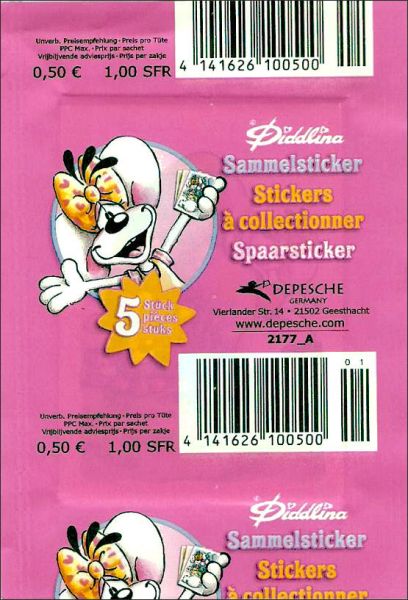 Unverb. Preisempfehlung · Preis pro Tüte
PPC Max. · Prix par sachet
Vrijblijvende adviesprijs · Prijs per zakje
0,50 € 1,00 SFR
4 141626 100500
Diddlina
Sammelsticker
Stickers
à collectionner
Spaarsticker
5 Stück
pièces
stuks
DEPESCHE
GERMANY
Vierlander Str. 14 • 21502 Geesthacht
www.depesche.com
2177_A
0 1
Unverb. Preisempfehlung · Preis pro Tüte
PPC Max. · Prix par sachet
Vrijblijvende adviesprijs · Prijs per zakje
0,50 € 1,00 SFR
4 141626 100500
© Diddlina
Sammelsticker
Stickers
à collectionner